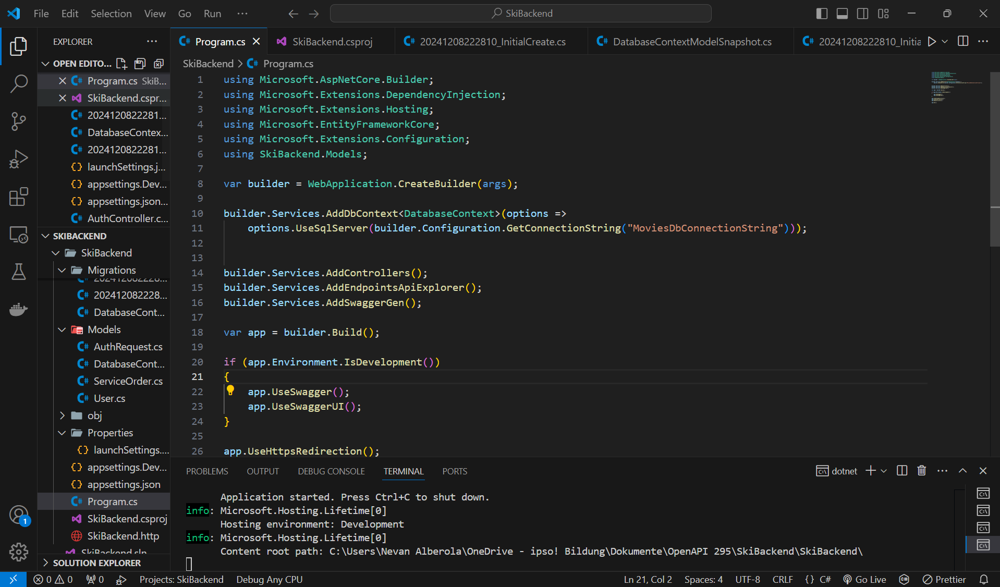 File Edit Selection View Go Run ··· SkiBackend
EXPLORER ···
Program.cs SkiBackend.csproj 20241208222810_InitialCreate.cs DatabaseContextModelSnapshot.cs 20241208222810_Initia ···
OPEN EDITO...
Program.cs SkiB...
SkiBackend.cspr...
2024120822281...
DatabaseContex...
2024120822281...
launchSettings.j...
appsettings.Dev...
appsettings.json...
AuthController.c...
SKIBACKEND
SkiBackend
Migrations
202412082228...
202412082228...
DatabaseCont...
Models
AuthRequest.cs
DatabaseCont...
ServiceOrder.cs
User.cs
obj
Properties
launchSettings....
appsettings.Dev...
appsettings.json
Program.cs
SkiBackend.csproj
SkiBackend.http
SkiBackend.sln
SOLUTION EXPLORER
1
SkiBackend > Program.cs
1 using Microsoft.AspNetCore.Builder;
2 using Microsoft.Extensions.DependencyInjection;
3 using Microsoft.Extensions.Hosting;
4 using Microsoft.EntityFrameworkCore;
5 using Microsoft.Extensions.Configuration;
6 using SkiBackend.Models;
7
8 var builder = WebApplication.CreateBuilder(args);
9
10 builder.Services.AddDbContext<DatabaseContext>(options =>
11 options.UseSqlServer(builder.Configuration.GetConnectionString("MoviesDbConnectionString")));
12
13
14 builder.Services.AddControllers();
15 builder.Services.AddEndpointsApiExplorer();
16 builder.Services.AddSwaggerGen();
17
18 var app = builder.Build();
19
20 if (app.Environment.IsDevelopment())
21 {
22 app.UseSwagger();
23 app.UseSwaggerUI();
24 }
25
26 app.UseHttpsRedirection();
PROBLEMS OUTPUT DEBUG CONSOLE TERMINAL PORTS dotnet ···
Application started. Press Ctrl+C to shut down.
info: Microsoft.Hosting.Lifetime[0]
Hosting environment: Development
info: Microsoft.Hosting.Lifetime[0]
Content root path: C:\Users\Nevan Alberola\OneDrive - ipso! Bildung\Dokumente\OpenAPI 295\SkiBackend\SkiBackend\
0 0 0 Projects: SkiBackend Debug Any CPU Ln 21, Col 2 Spaces: 4 UTF-8 CRLF {} C# Go Live Prettier